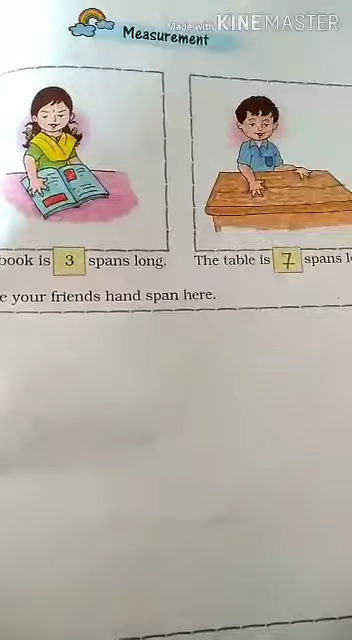 Made with KINEMASTER
Measurement
book is 3 spans long.
The table is 7 spans
your friends hand span here.